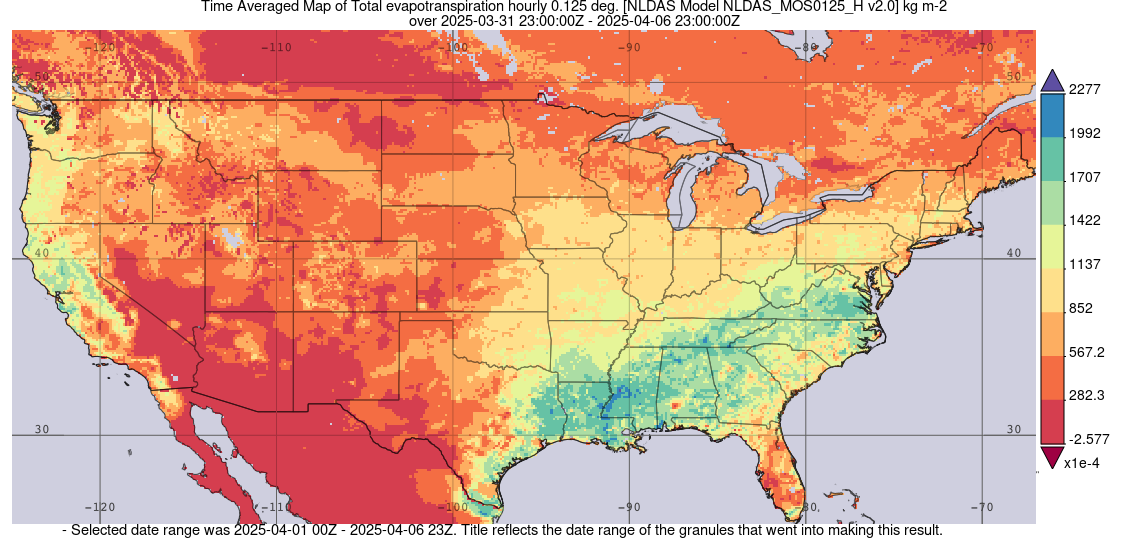 Time Averaged Map of Total evapotranspiration hourly 0.125 deg. [NLDAS Model NLDAS_MOS0125_H v2.0] kg m-2
over 2025-03-31 23:00:00Z - 2025-04-06 23:00:00Z
-120 -110 -100 -90 -80 -70
50 50
2277
1992
1707
1422
40 40
1137
852
567.2
282.3
30 30
-2.577
x1e-4
-120 -110 -100 -90 -80 -70
- Selected date range was 2025-04-01 00Z - 2025-04-06 23Z. Title reflects the date range of the granules that went into making this result.